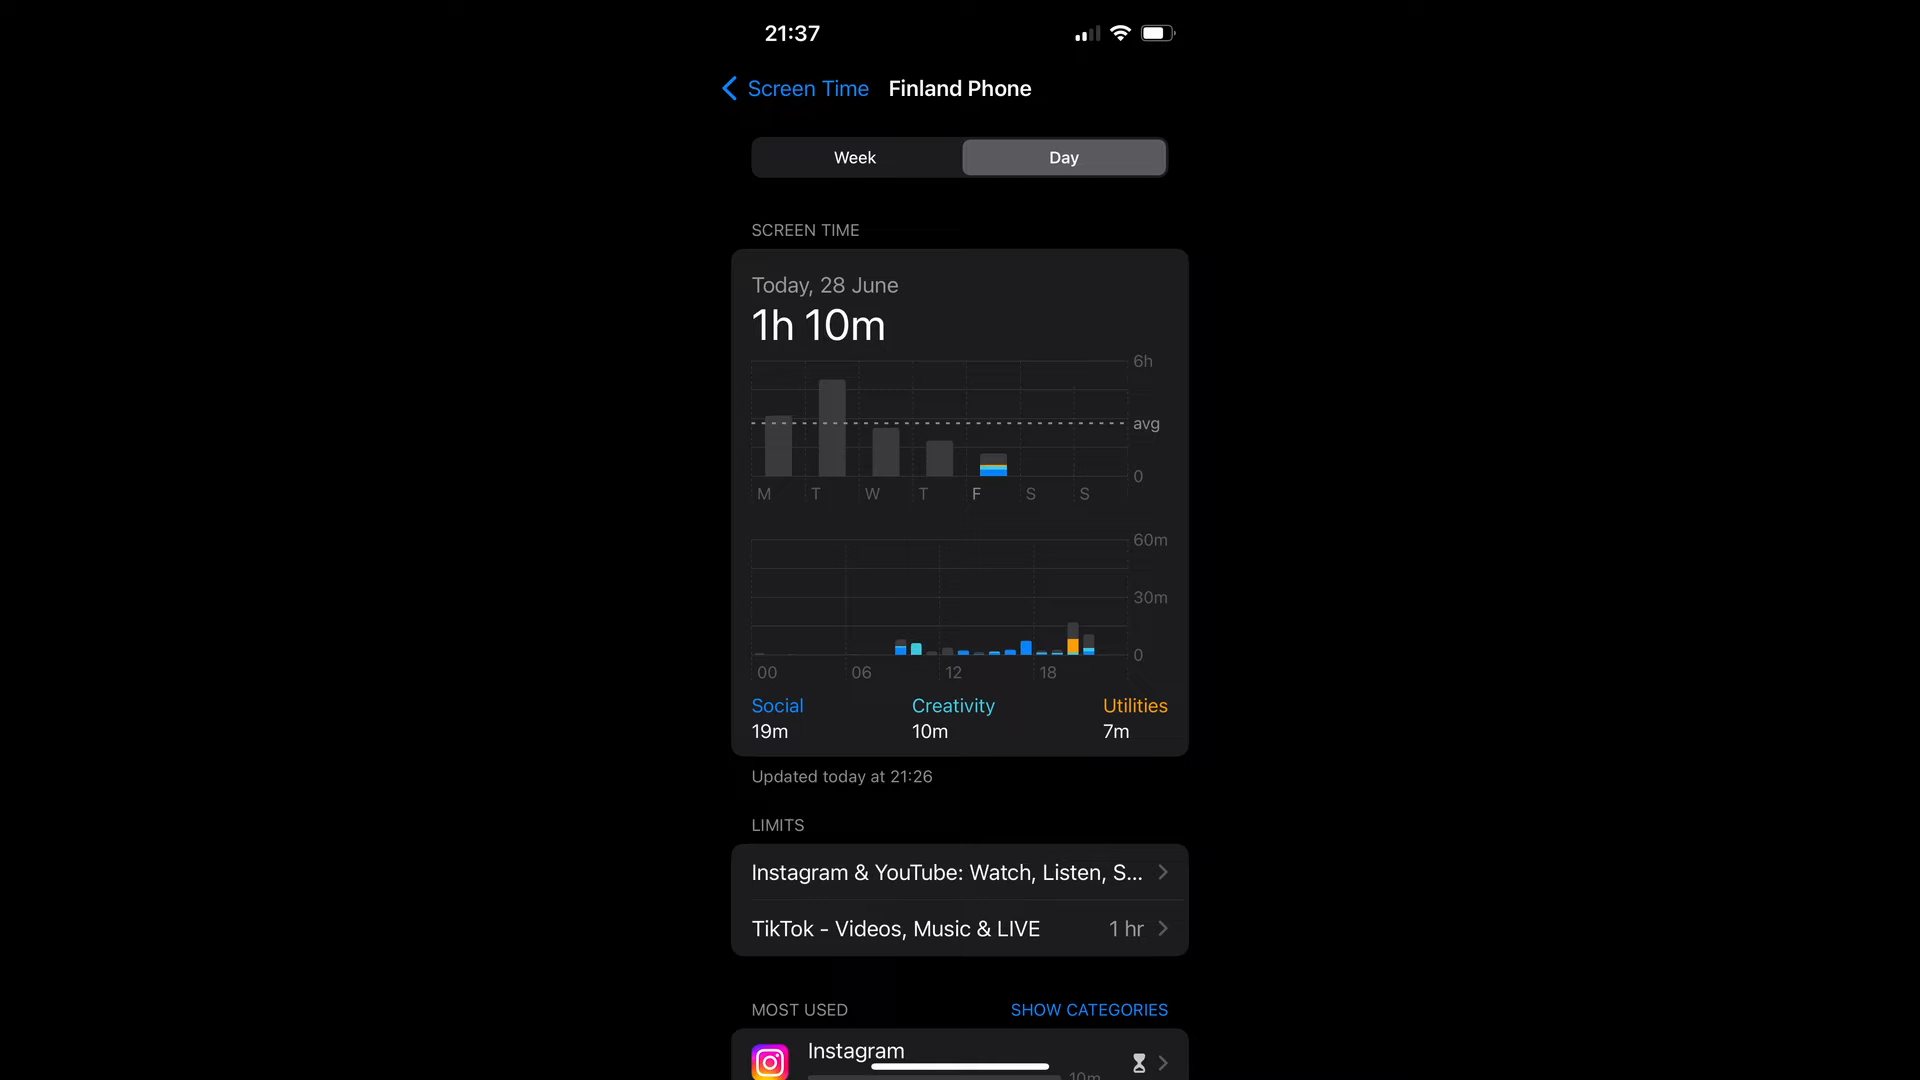 21:37
Screen Time Finland Phone
Week Day
SCREEN TIME
Today, 28 June
1h 10m
6h
avg
0
M T W T F S S
60m
30m
0
00 06 12 18
Social Creativity Utilities
19m 10m 7m
Updated today at 21:26
LIMITS
Instagram & YouTube: Watch, Listen, S...
TikTok - Videos, Music & LIVE 1 hr
MOST USED SHOW CATEGORIES
Instagram
10m